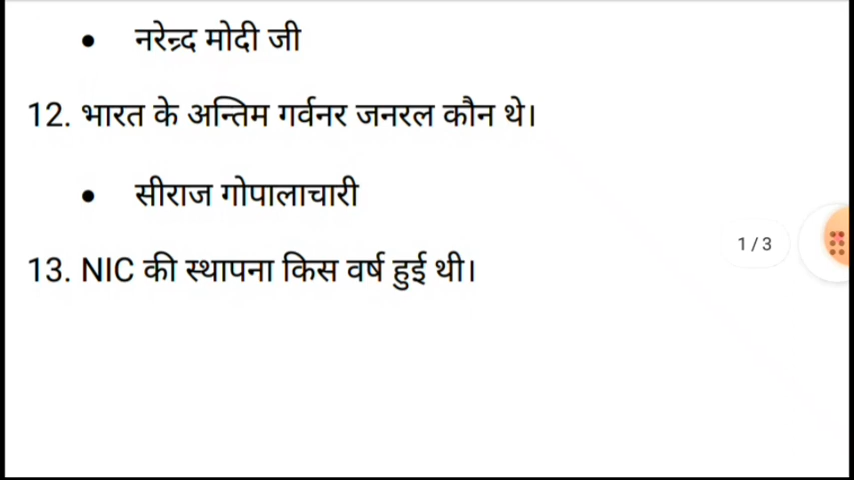 • नरेन्द्र मोदी जी
12. भारत के अन्तिम गर्वनर जनरल कौन थे।
• सीराज गोपालाचारी
1/3
13. NIC की स्थापना किस वर्ष हुई थी।